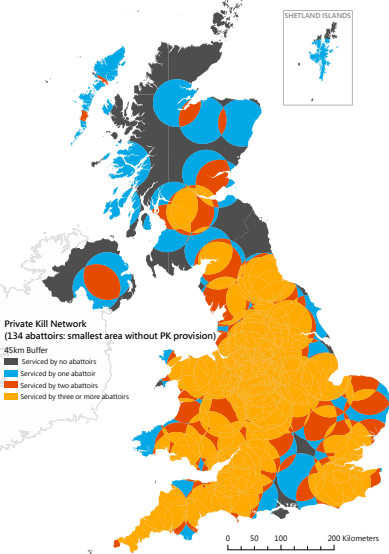 SHETLAND ISLANDS
Private Kill Network
(134 abattoirs: smallest area without PK provision)
45km Buffer
Serviced by no abattoirs
Serviced by one abattoir
Serviced by two abattoirs
Serviced by three or more abattoirs
0 50 100 200 Kilometers